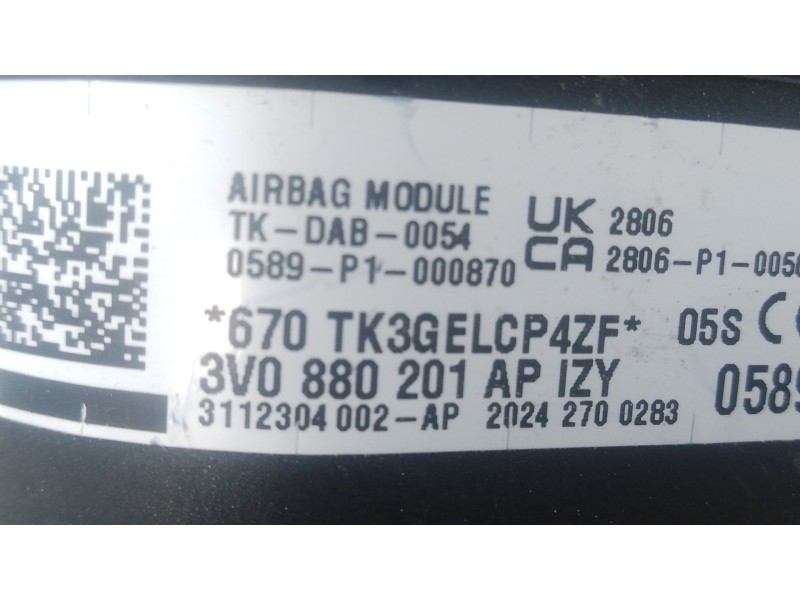 AIRBAG MODULE
TK-DAB-0054
0589-P1-000870
UK 2806
CA 2806-P1-005
*670 TK3GELCP4ZF* 05S CE
3V0 880 201 AP IZY 0589
3112304 002-AP 2024 270 0283